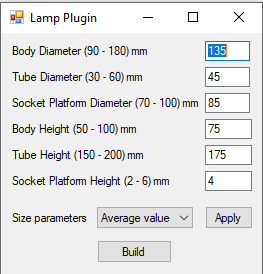 Lamp Plugin
Body Diameter (90 - 180) mm 135
Tube Diameter (30 - 60) mm 45
Socket Platform Diameter (70 - 100) mm 85
Body Height (50 - 100) mm 75
Tube Height (150 - 200) mm 175
Socket Platform Height (2 - 6) mm 4
Size parameters Average value Apply
Build